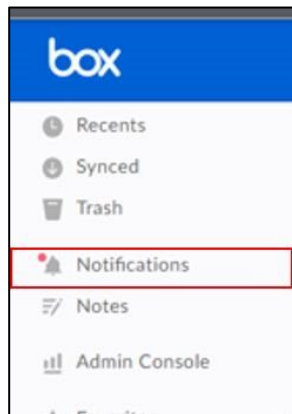 box
Recents
Synced
Trash
Notifications
Notes
Admin Console